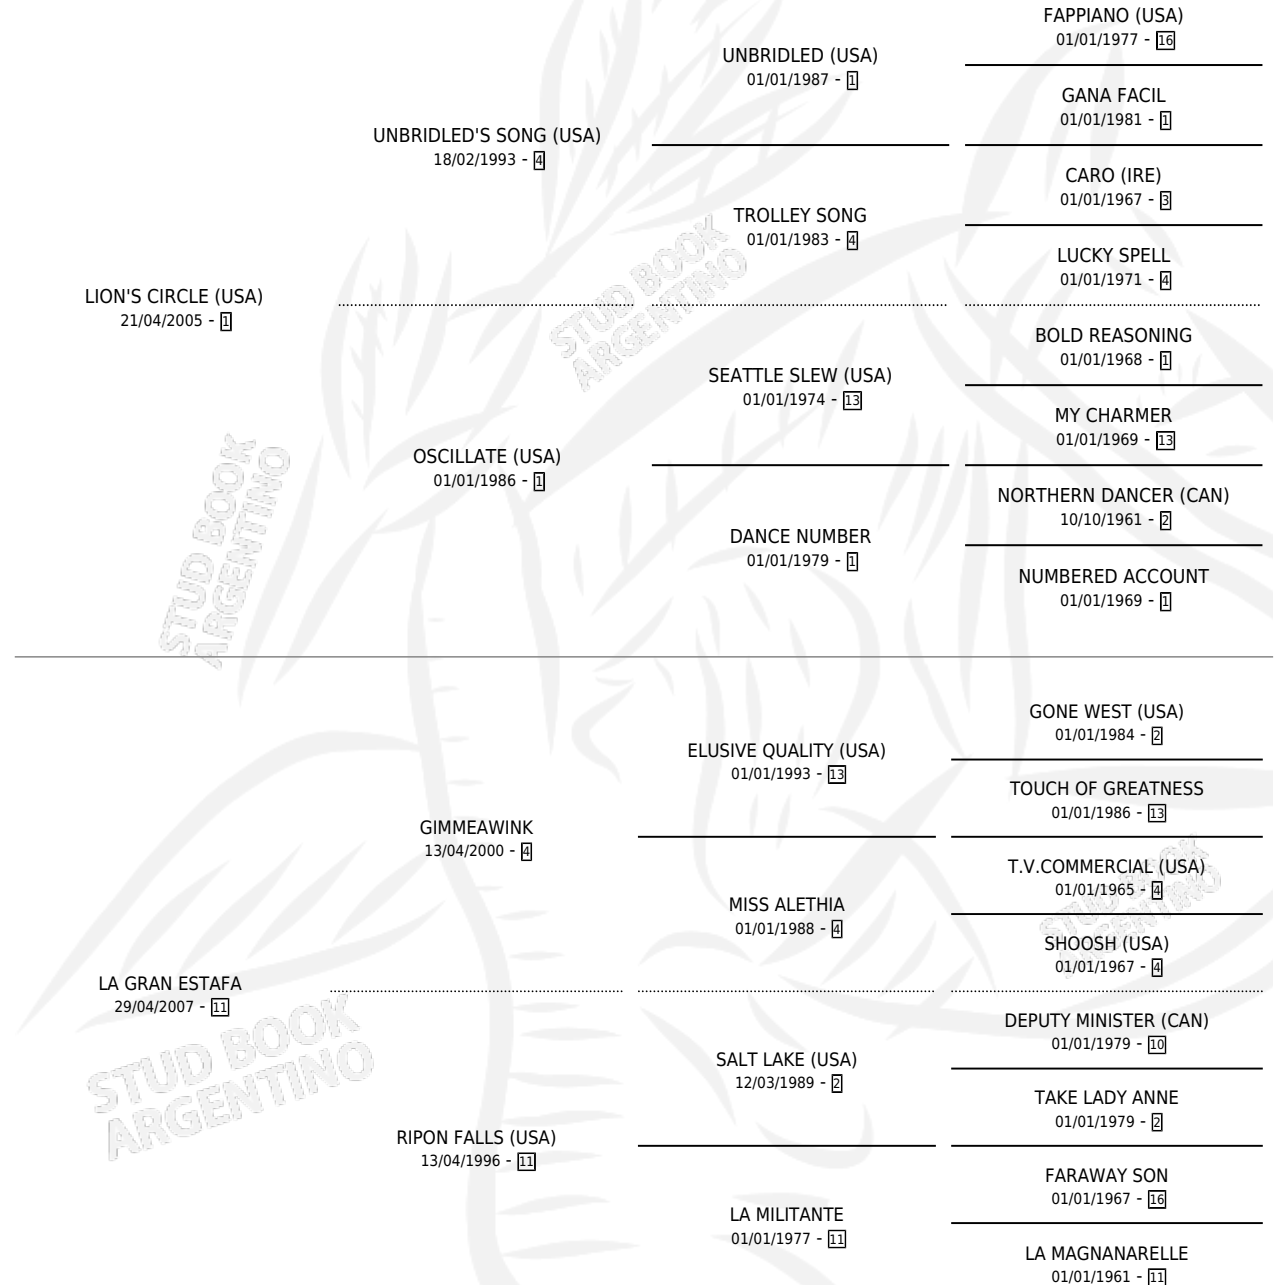 FAPPIANO (USA)
01/01/1977 - 16
UNBRIDLED (USA)
01/01/1987 - 1
GANA FACIL
01/01/1981 - 1
UNBRIDLED'S SONG (USA)
18/02/1993 - 4
CARO (IRE)
01/01/1967 - 3
TROLLEY SONG
01/01/1983 - 4
LUCKY SPELL
01/01/1971 - 4
LION'S CIRCLE (USA)
21/04/2005 - 1
BOLD REASONING
01/01/1968 - 1
SEATTLE SLEW (USA)
01/01/1974 - 13
MY CHARMER
01/01/1969 - 13
OSCILLATE (USA)
01/01/1986 - 1
NORTHERN DANCER (CAN)
10/10/1961 - 2
DANCE NUMBER
01/01/1979 - 1
NUMBERED ACCOUNT
01/01/1969 - 1
STUD BOOK
ARGENTINO
STUD BOOK
ARGENTINO
GONE WEST (USA)
01/01/1984 - 2
ELUSIVE QUALITY (USA)
01/01/1993 - 13
TOUCH OF GREATNESS
01/01/1986 - 13
GIMMEAWINK
13/04/2000 - 4
T.V.COMMERCIAL (USA)
01/01/1965 - 4
MISS ALETHIA
01/01/1988 - 4
SHOOSH (USA)
01/01/1967 - 4
STUD BOOK
ARGENTINO
LA GRAN ESTAFA
29/04/2007 - 11
DEPUTY MINISTER (CAN)
01/01/1979 - 10
SALT LAKE (USA)
12/03/1989 - 2
TAKE LADY ANNE
01/01/1979 - 2
RIPON FALLS (USA)
13/04/1996 - 11
FARAWAY SON
01/01/1967 - 16
LA MILITANTE
01/01/1977 - 11
LA MAGNANARELLE
01/01/1961 - 11
STUD BOOK
ARGENTINO